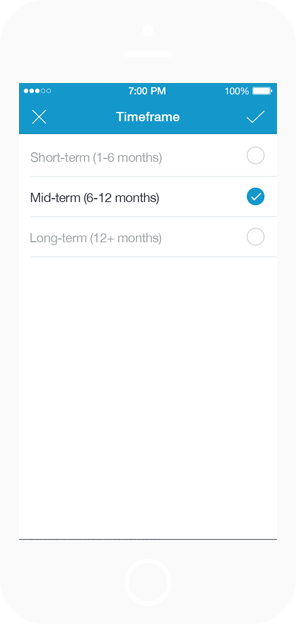 7:00 PM 100%
Timeframe
Short-term (1-6 months)
Mid-term (6-12 months)
Long-term (12+ months)